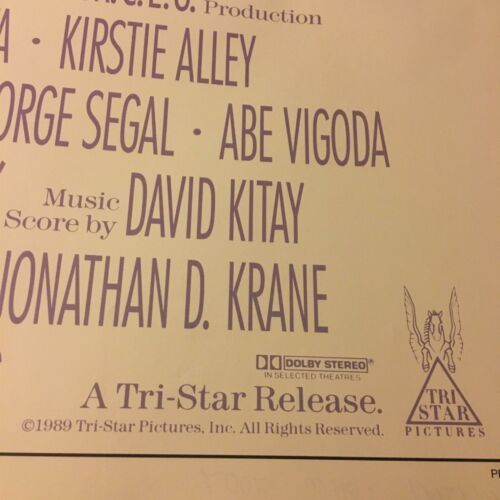 Production
· KIRSTIE ALLEY
SEGAL · ABE VIGODA
Music
Score by DAVID KITAY
JONATHAN D. KRANE
DOLBY STEREO®
IN SELECTED THEATRES
A Tri-Star Release.
©1989 Tri-Star Pictures, Inc. All Rights Reserved.
TRI
STAR
PICTURES